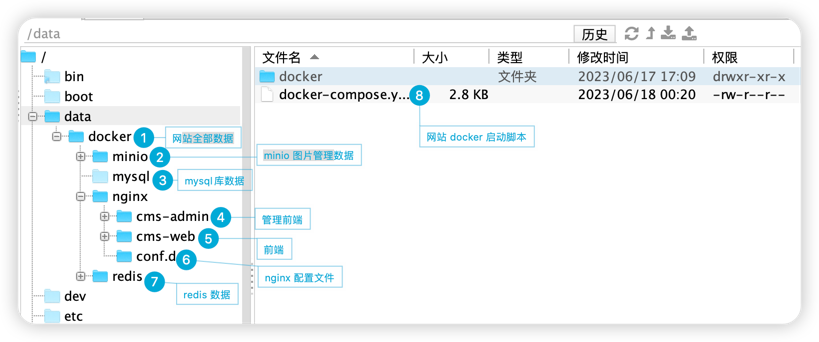 /data
历史
/
bin
boot
data
docker 1 网站全部数据
minio 2 minio 图片管理数据
mysql 3 mysql库数据
nginx
cms-admin 4 管理前端
cms-web 5 前端
conf.d 6 nginx 配置文件
redis 7 redis 数据
dev
etc
文件名 大小 类型 修改时间 权限
docker 文件夹 2023/06/17 17:09 drwxr-xr-x
docker-compose.y... 8 2.8 KB 2023/06/18 00:20 -rw-r--r--
网站 docker 启动脚本